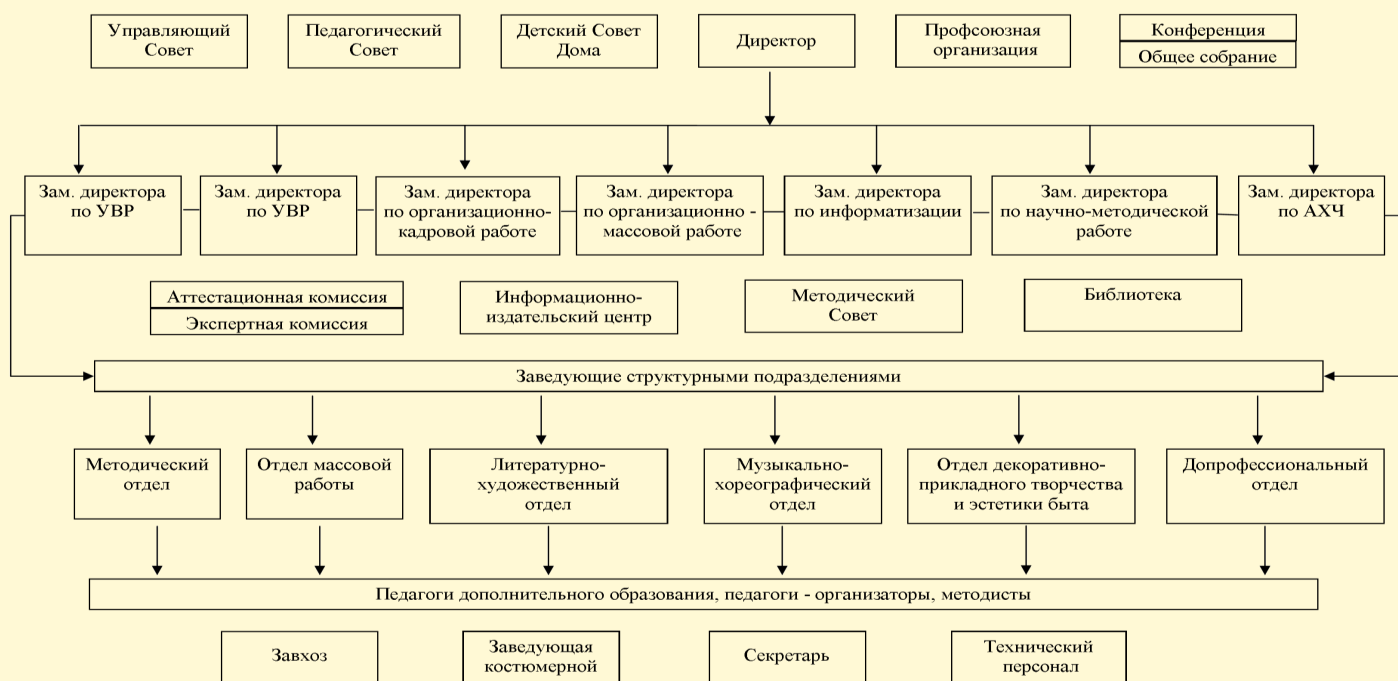 Управляющий
Совет
Педагогический
Совет
Детский Совет
Дома
Директор
Профсоюзная
организация
Конференция
Общее собрание
Зам. директора
по УВР
Зам. директора
по УВР
Зам. директора
по организационно-
кадровой работе
Зам. директора
по организационно -
массовой работе
Зам. директора
по информатизации
Зам. директора
по научно-методической
работе
Зам. директора
по АХЧ
Аттестационная комиссия
Экспертная комиссия
Информационно-
издательский центр
Методический
Совет
Библиотека
Заведующие структурными подразделениями
Методический
отдел
Отдел массовой
работы
Литературно-
художественный
отдел
Музыкально-
хореографический
отдел
Отдел декоративно-
прикладного творчества
и эстетики быта
Допрофессиональный
отдел
Педагоги дополнительного образования, педагоги - организаторы, методисты
Завхоз
Заведующая
костюмерной
Секретарь
Технический
персонал